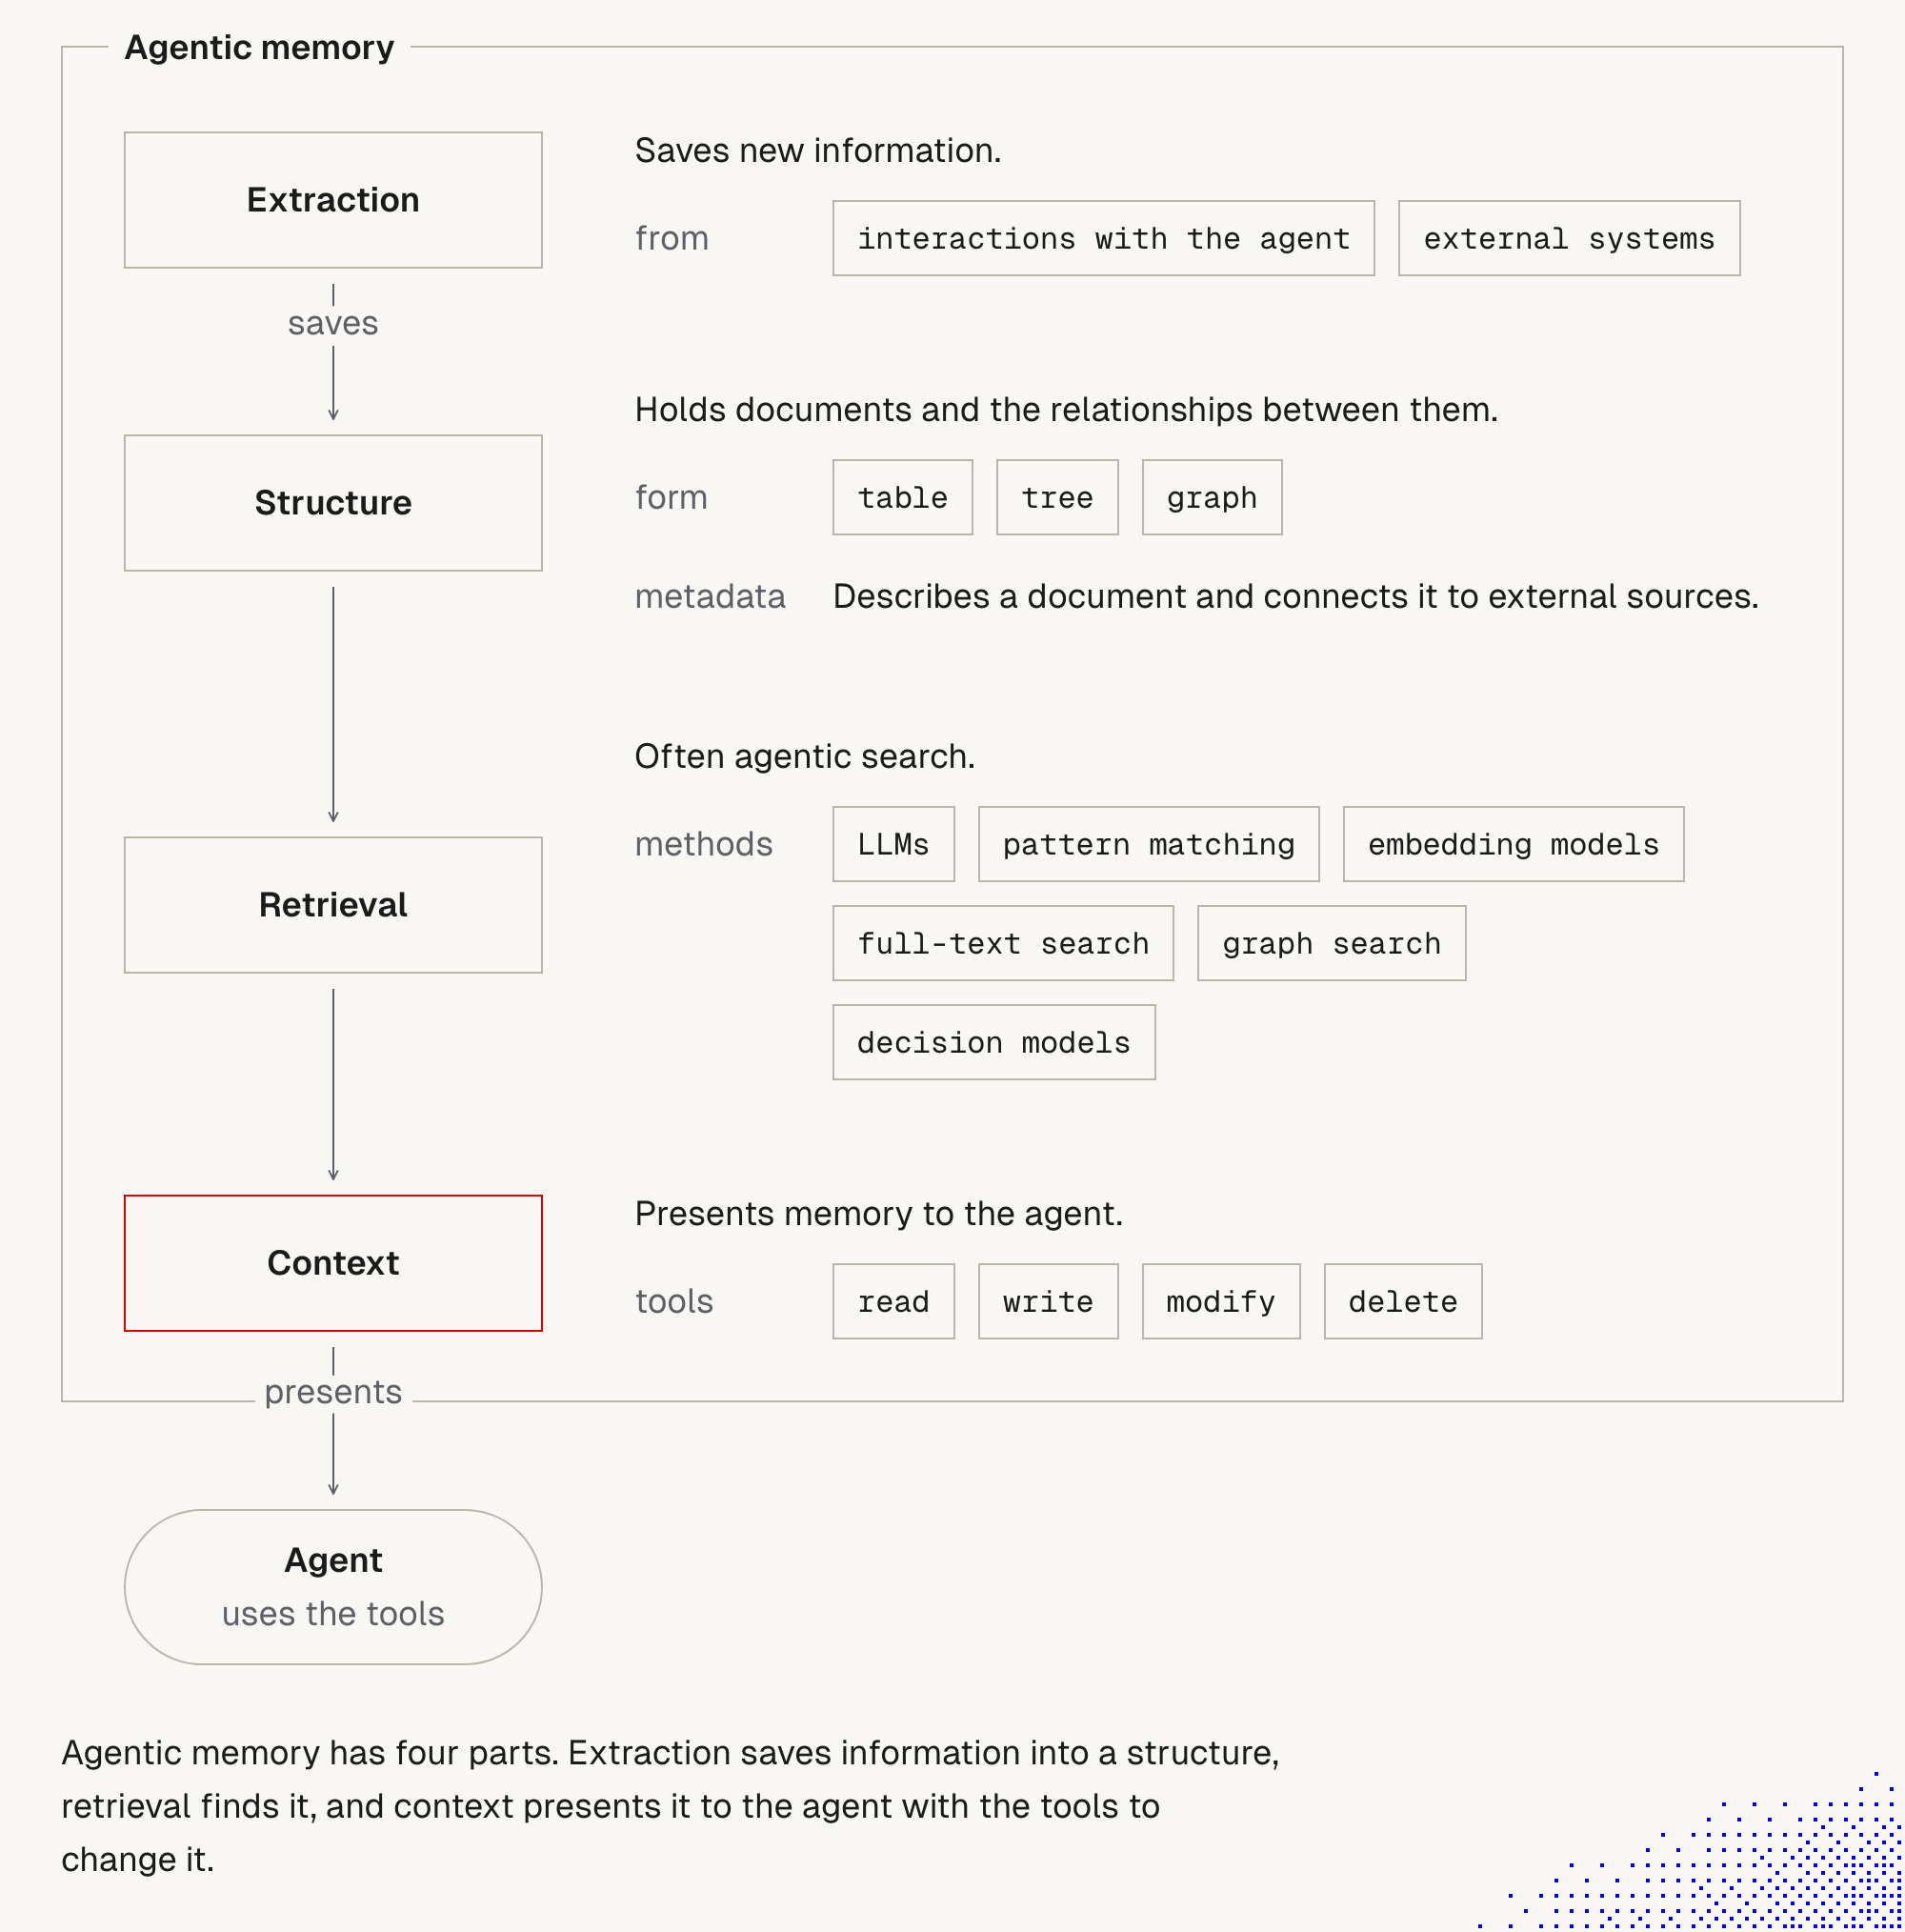 Agentic memory
Extraction
Saves new information.
from
interactions with the agent
external systems
saves
Structure
Holds documents and the relationships between them.
form
table
tree
graph
metadata
Describes a document and connects it to external sources.
Retrieval
Often agentic search.
methods
LLMs
pattern matching
embedding models
full-text search
graph search
decision models
Context
Presents memory to the agent.
tools
read
write
modify
delete
presents
Agent
uses the tools
Agentic memory has four parts. Extraction saves information into a structure,
retrieval finds it, and context presents it to the agent with the tools to
change it.